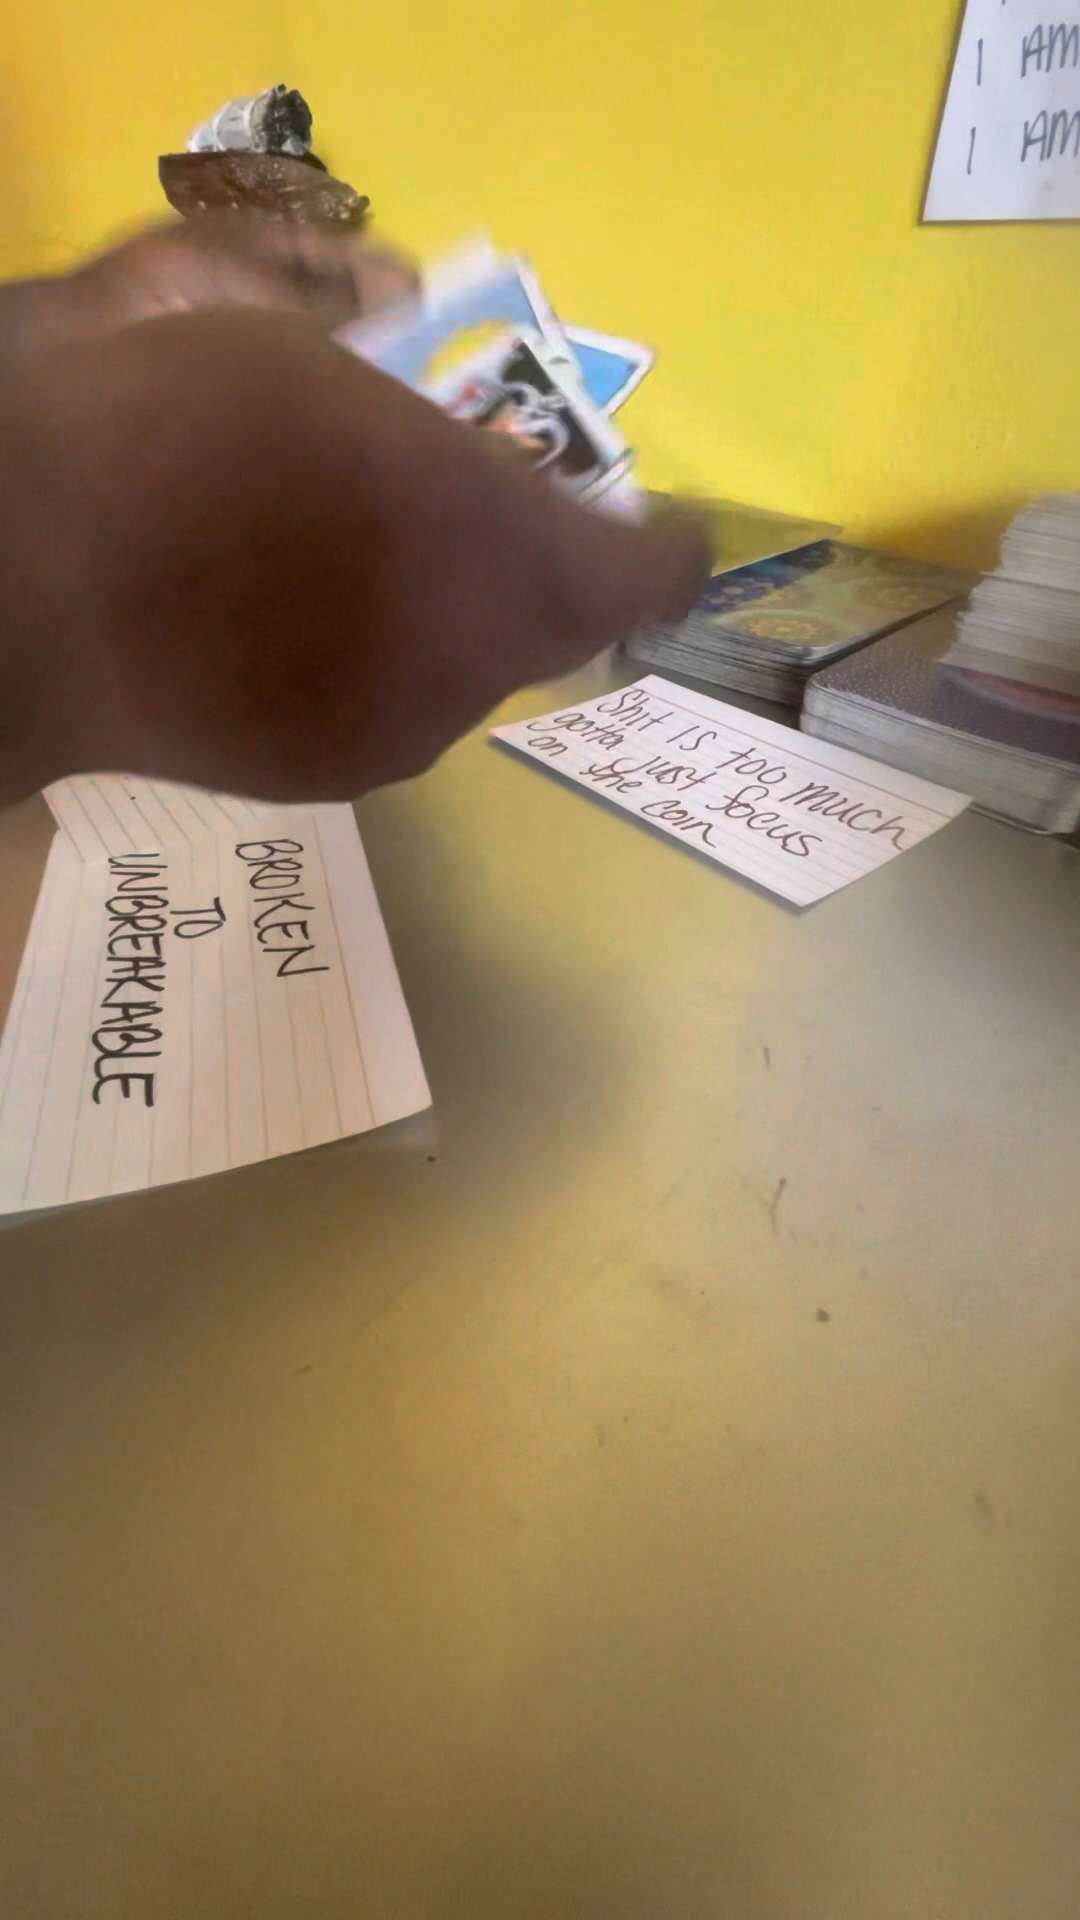 I AM
I AM
Shit is too much
gotta just focus
on the coin
BROKEN
TO
UNBREAKABLE